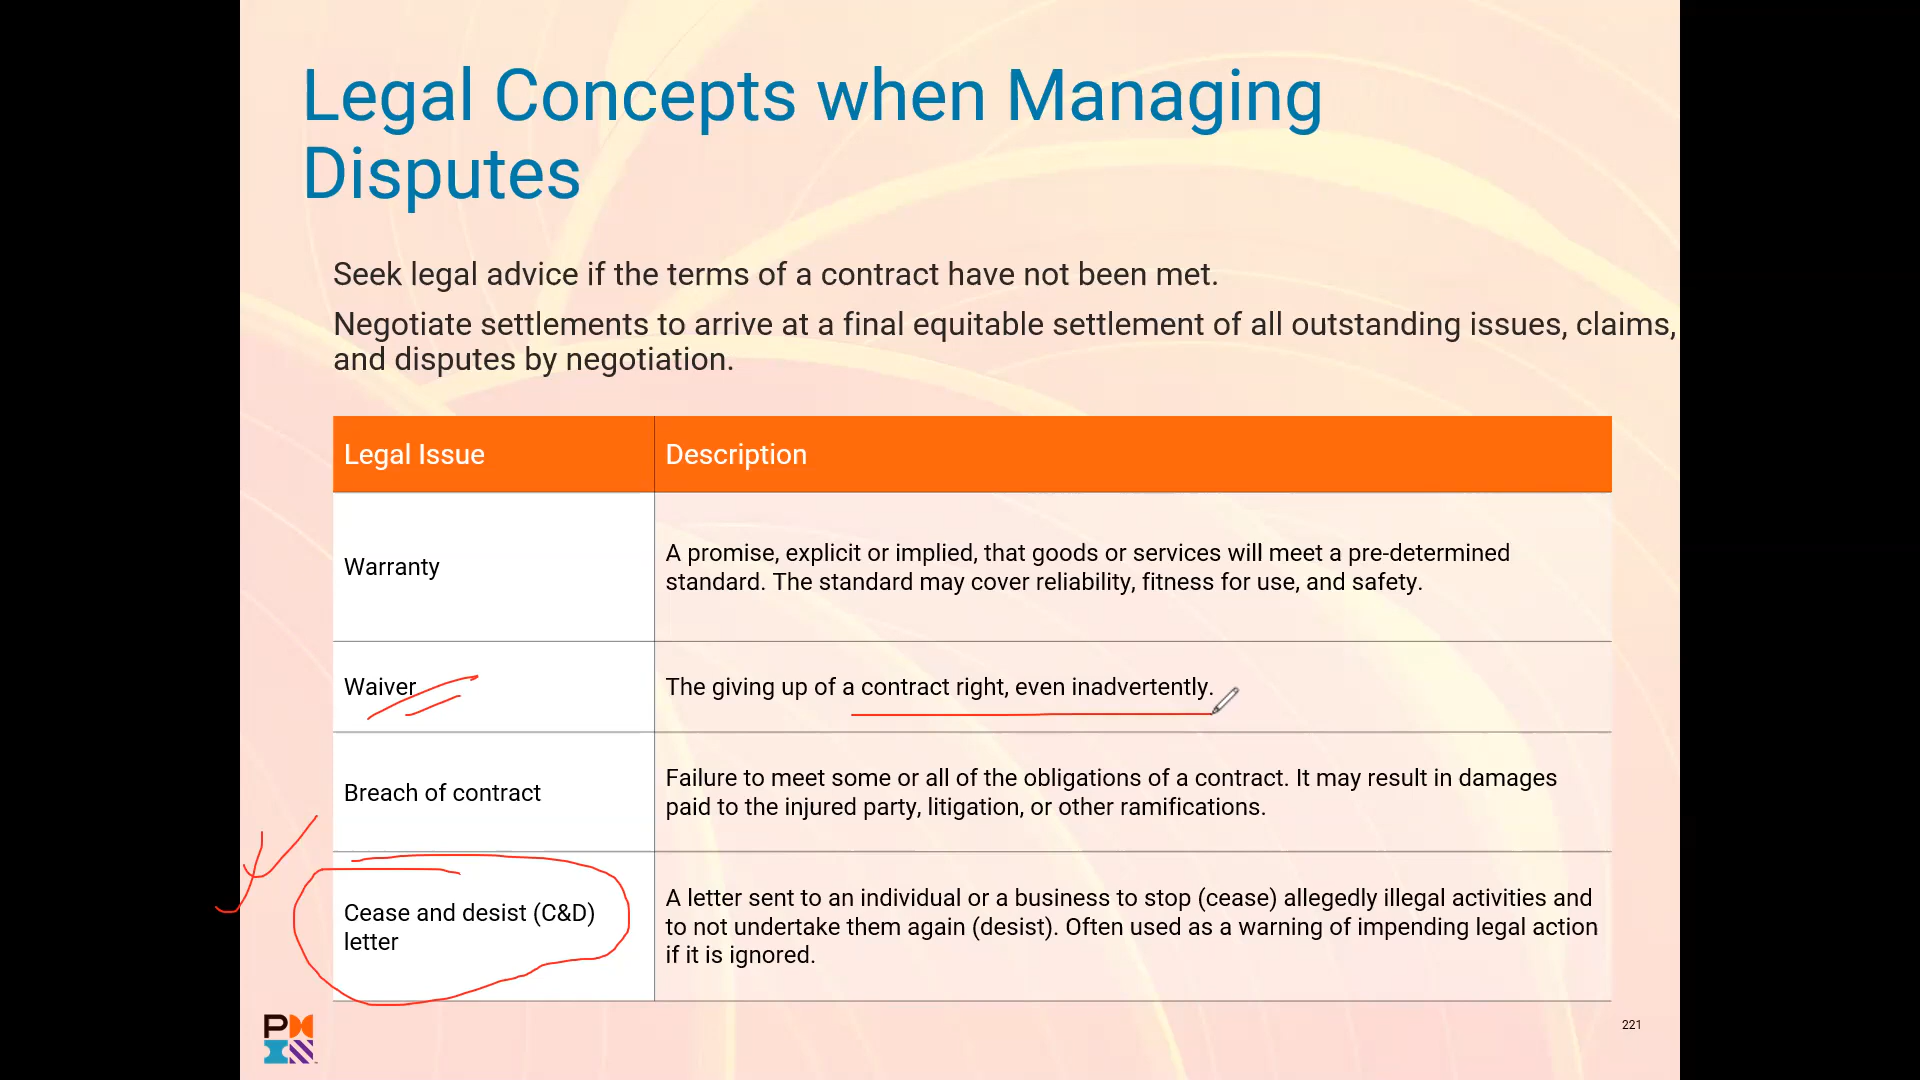 Legal Concepts when Managing
Disputes
Seek legal advice if the terms of a contract have not been met.
Negotiate settlements to arrive at a final equitable settlement of all outstanding issues, claims,
and disputes by negotiation.
Legal Issue
Description
Warranty
A promise, explicit or implied, that goods or services will meet a pre-determined
standard. The standard may cover reliability, fitness for use, and safety.
Waiver
The giving up of a contract right, even inadvertently.
Breach of contract
Failure to meet some or all of the obligations of a contract. It may result in damages
paid to the injured party, litigation, or other ramifications.
Cease and desist (C&D)
letter
A letter sent to an individual or a business to stop (cease) allegedly illegal activities and
to not undertake them again (desist). Often used as a warning of impending legal action
if it is ignored.
221